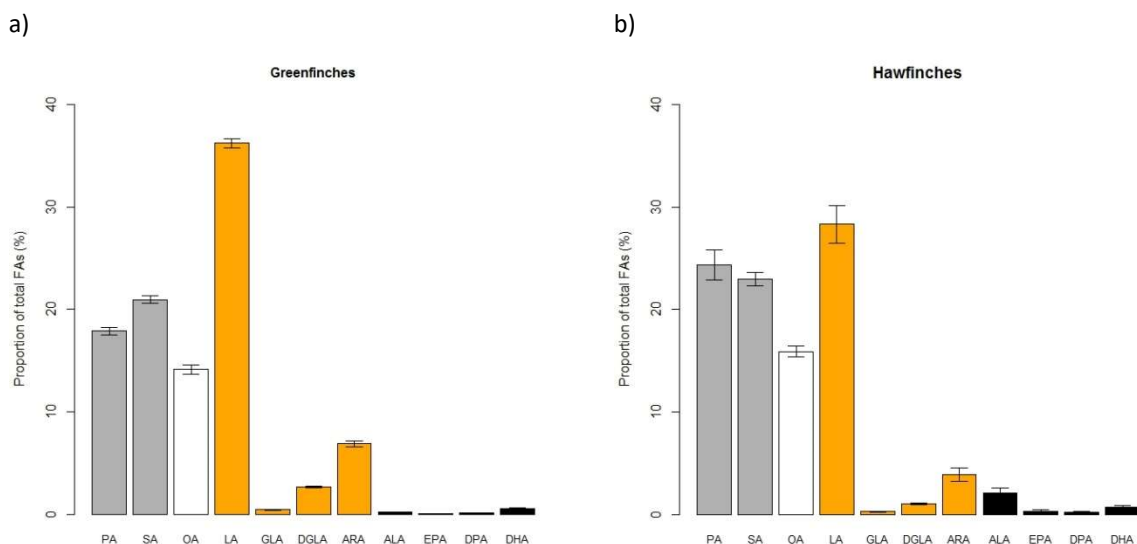 a)
Greenfinches
Proportion of total FAs (%)
40
30
20
10
0
PA SA OA LA GLA DGLA ARA ALA EPA DPA DHA
b)
Hawfinches
Proportion of total FAs (%)
40
30
20
10
0
PA SA OA LA GLA DGLA ARA ALA EPA DPA DHA